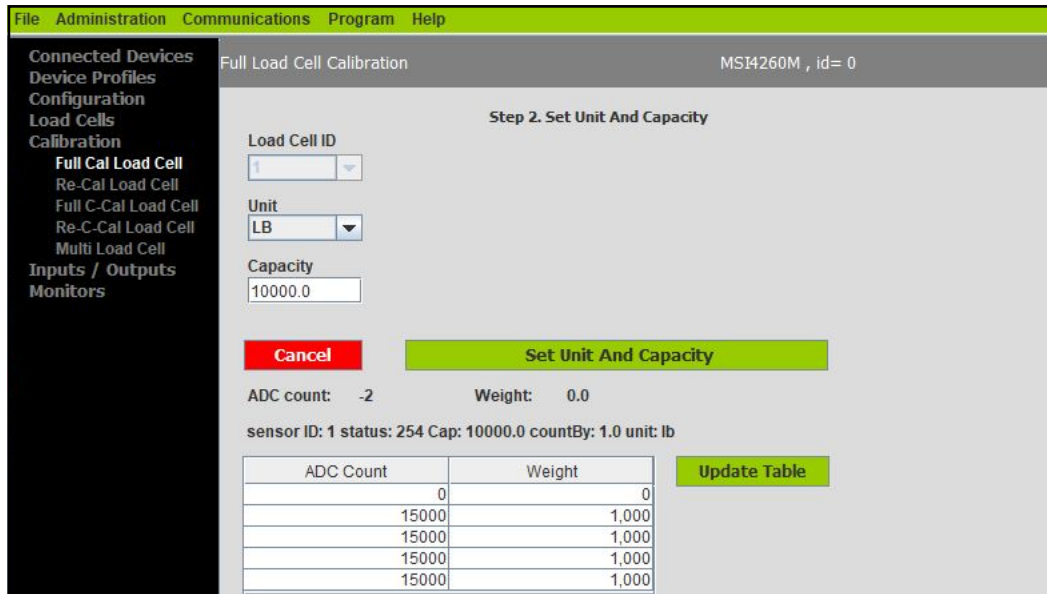 File Administration Communications Program Help
Connected Devices
Device Profiles
Configuration
Load Cells
Calibration
Full Cal Load Cell
Re-Cal Load Cell
Full C-Cal Load Cell
Re-C-Cal Load Cell
Multi Load Cell
Inputs / Outputs
Monitors
Full Load Cell Calibration MSI4260M , id= 0
Step 2. Set Unit And Capacity
Load Cell ID
1
Unit
LB
Capacity
10000.0
Cancel Set Unit And Capacity
ADC count: -2 Weight: 0.0
sensor ID: 1 status: 254 Cap: 10000.0 countBy: 1.0 unit: lb
ADC Count Weight
0 0
15000 1,000
15000 1,000
15000 1,000
15000 1,000
Update Table